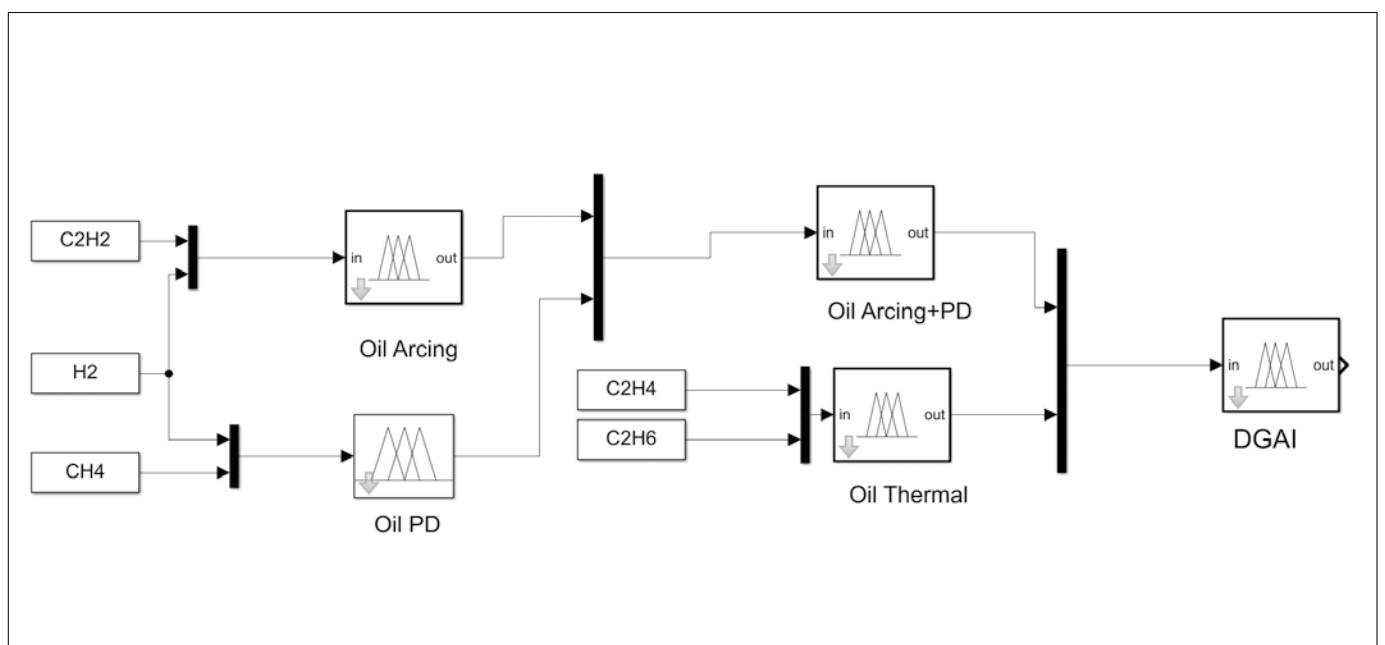 C2H2
in
out
Oil Arcing
H2
CH4
Oil PD
in
out
Oil Arcing+PD
C2H4
C2H6
in
out
Oil Thermal
in
out
DGAI